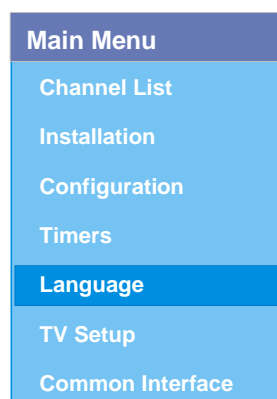 Main Menu
Channel List
Installation
Configuration
Timers
Language
TV Setup
Common Interface